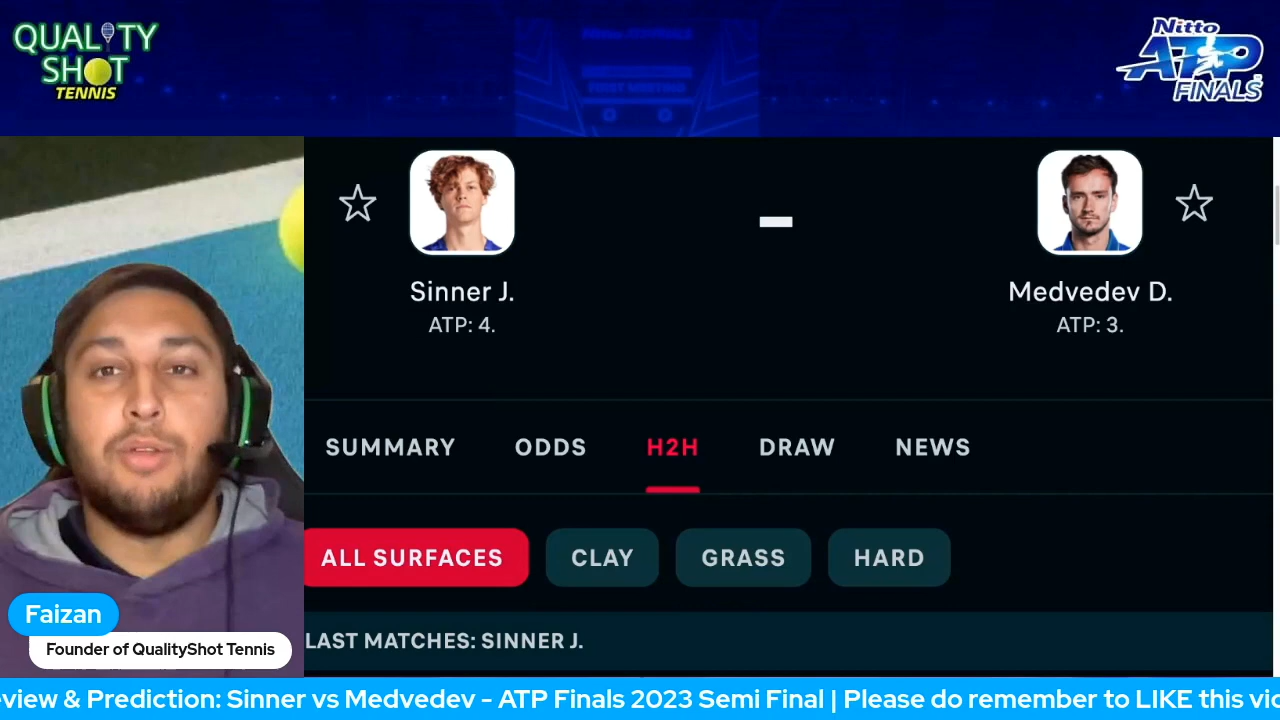 QUALITY
SHOT
TENNIS
Nitto
ATP
FINALS
FIRST MEETING
Sinner J.
ATP: 4.
Medvedev D.
ATP: 3.
SUMMARY ODDS H2H DRAW NEWS
ALL SURFACES CLAY GRASS HARD
LAST MATCHES: SINNER J.
Faizan
Founder of QualityShot Tennis
view & Prediction: Sinner vs Medvedev - ATP Finals 2023 Semi Final | Please do remember to LIKE this